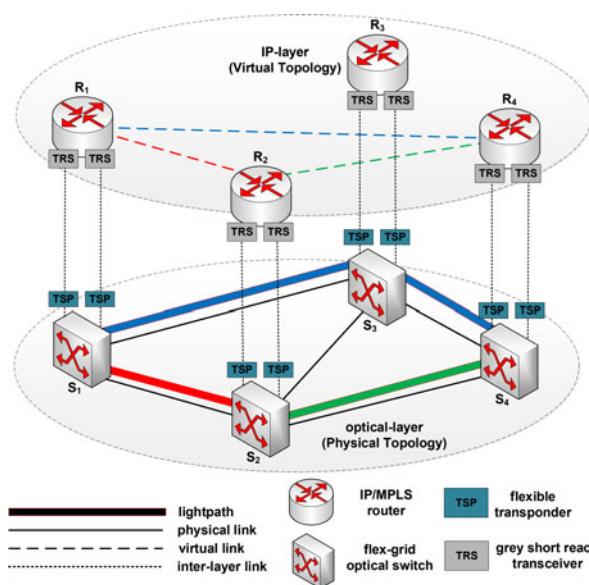 R3
IP-layer
(Virtual Topology)
TRS TRS
R1
R4
TRS TRS
R2
TRS TRS
TRS TRS
TSP TSP
TSP TSP
TSP TSP
S3
TSP TSP
S1
S4
S2
optical-layer
(Physical Topology)
lightpath
physical link
virtual link
inter-layer link
IP/MPLS
router
flex-grid
optical switch
TSP
flexible
transponder
TRS
grey short reac
transceiver